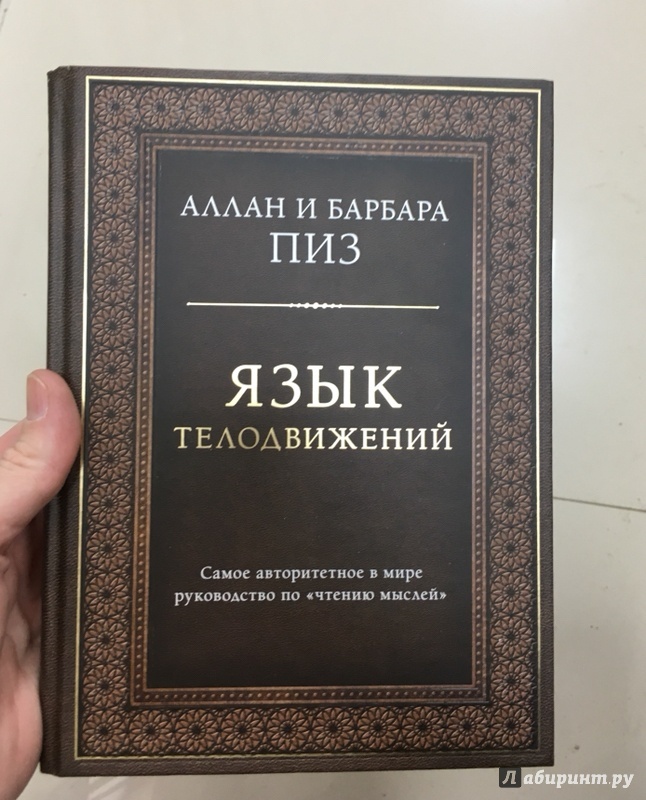 АЛЛАН И БАРБАРА
ПИЗ
ЯЗЫК
ТЕЛОДВИЖЕНИЙ
Самое авторитетное в мире
руководство по «чтению мыслей»
Лабиринт.ру